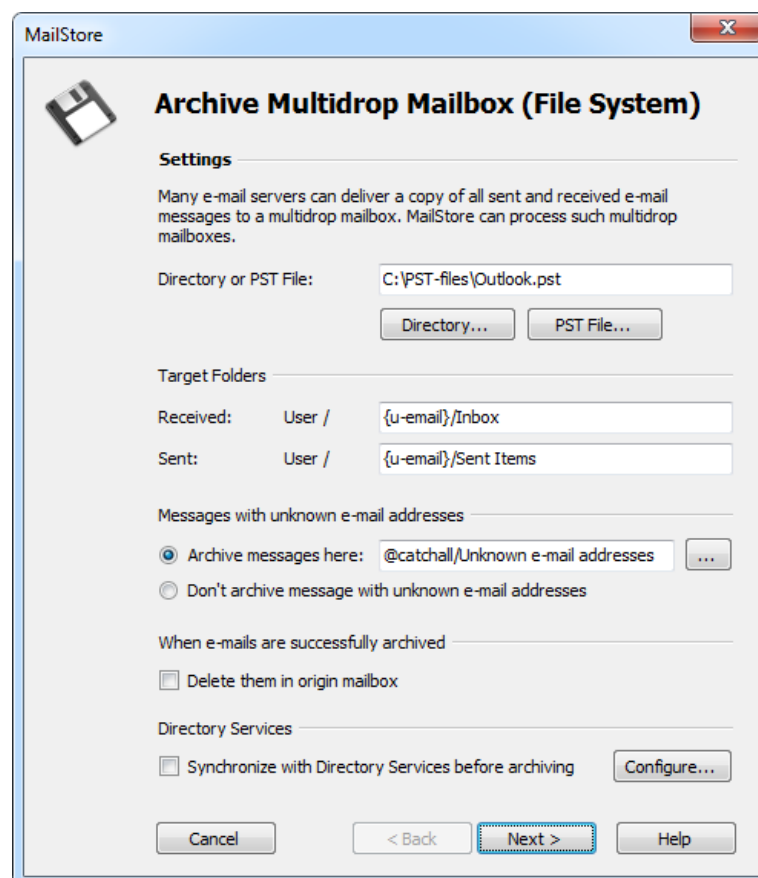 MailStore
Archive Multidrop Mailbox (File System)
Settings
Many e-mail servers can deliver a copy of all sent and received e-mail
messages to a multidrop mailbox. MailStore can process such multidrop
mailboxes.
Directory or PST File: C:\PST-files\Outlook.pst
Directory... PST File...
Target Folders
Received: User / {u-email}/Inbox
Sent: User / {u-email}/Sent Items
Messages with unknown e-mail addresses
Archive messages here: @catchall/Unknown e-mail addresses ...
Don't archive message with unknown e-mail addresses
When e-mails are successfully archived
Delete them in origin mailbox
Directory Services
Synchronize with Directory Services before archiving Configure...
Cancel < Back Next > Help